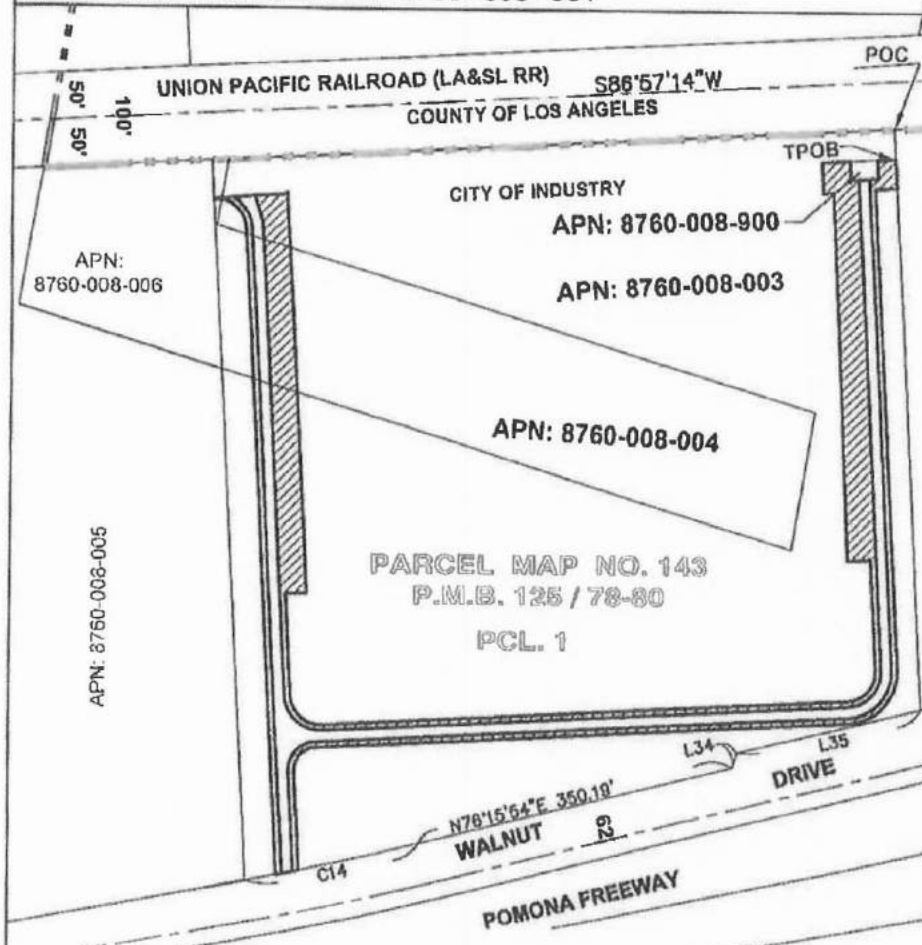 POC
UNION PACIFIC RAILROAD (LA&SL RR)
S86°57'14"W
50'
50'
100'
COUNTY OF LOS ANGELES
TPOB
CITY OF INDUSTRY
APN: 8760-008-900
APN:
8760-008-006
APN: 8760-008-003
APN: 8760-008-004
APN: 8760-008-005
PARCEL MAP NO. 143
P.M.B. 125 / 78-80
PCL. 1
L34
L35
DRIVE
N76°15'54"E 350.19'
WALNUT
62
C14
POMONA FREEWAY